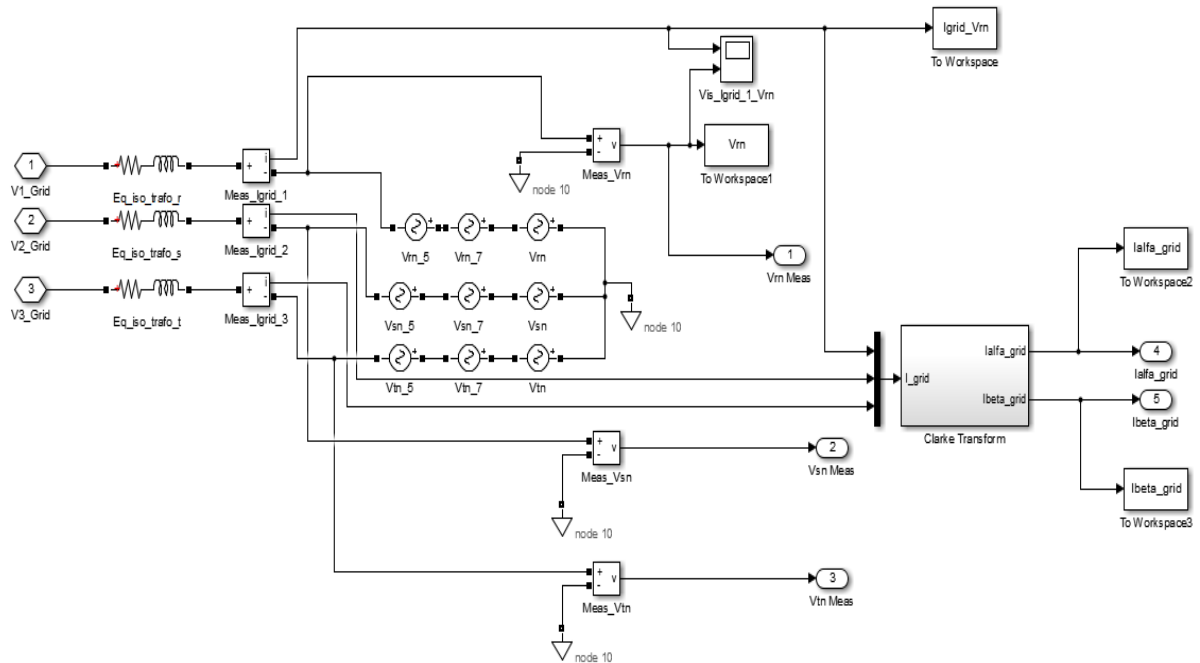 Igrid_Vrn
To Workspace
Vis_Igrid_1_Vrn
i
+
-
Meas_Igrid_1
1
V1_Grid
Eq_iso_trafo_r
+
-
v
Meas_Vrn
node 10
Vrn
To Workspace1
2
V2_Grid
Eq_iso_trafo_s
i
+
-
Meas_Igrid_2
Vrn_5
Vrn_7
Vrn
1
Vrn Meas
Ialfa_grid
To Workspace2
3
V3_Grid
Eq_iso_trafo_t
i
+
-
Meas_Igrid_3
Vsn_5
Vsn_7
Vsn
node 10
Vtn_5
Vtn_7
Vtn
I_grid
Ialfa_grid
Ibeta_grid
Clarke Transform
4
Ialfa_grid
5
Ibeta_grid
+
-
v
Meas_Vsn
node 10
2
Vsn Meas
Ibeta_grid
To Workspace3
+
-
v
Meas_Vtn
node 10
3
Vtn Meas